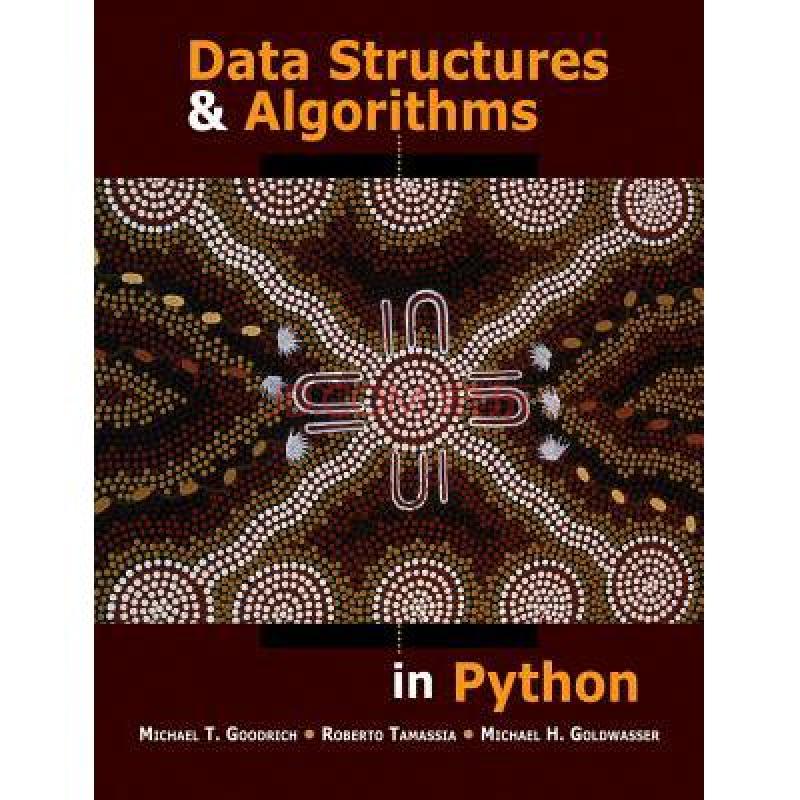 Data Structures
& Algorithms
in Python
MICHAEL T. GOODRICH • ROBERTO TAMASSIA • MICHAEL H. GOLDWASSER